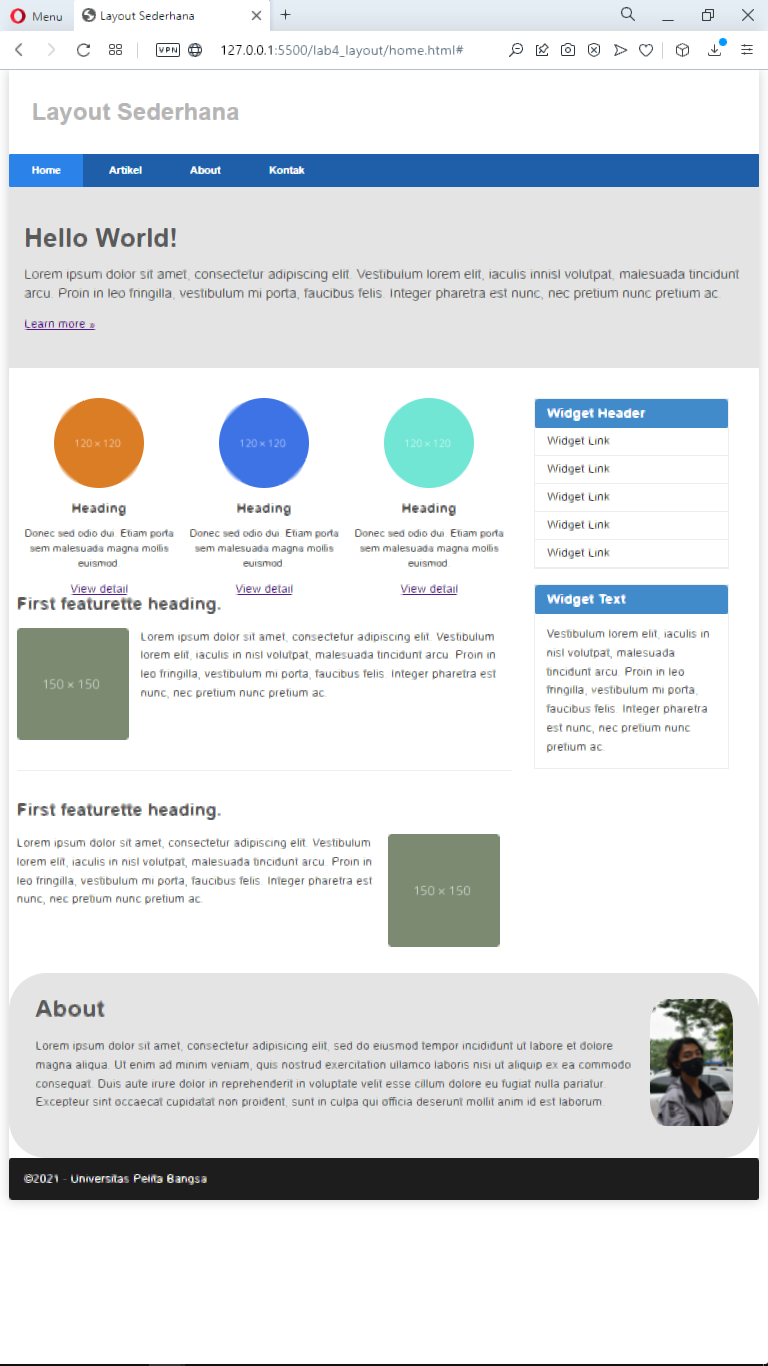 Menu
Layout Sederhana
VPN
127.0.0.1:5500/lab4_layout/home.html#
Layout Sederhana
Home Artikel About Kontak
Hello World!
Lorem ipsum dolor sit amet, consectetur adipiscing elit. Vestibulum lorem elit, iaculis innisl volutpat, malesuada tincidunt
arcu. Proin in leo fringilla, vestibulum mi porta, faucibus felis. Integer pharetra est nunc, nec pretium nunc pretium ac.
Learn more »
120 × 120
120 × 120
120 × 120
Heading
Donec sed odio dui. Etiam porta
sem malesuada magna mollis
euismod.
View detail
Heading
Donec sed odio dui. Etiam porta
sem malesuada magna mollis
euismod.
View detail
Heading
Donec sed odio dui. Etiam porta
sem malesuada magna mollis
euismod.
View detail
Widget Header
Widget Link
Widget Link
Widget Link
Widget Link
Widget Link
Widget Text
Vestibulum lorem elit, iaculis in
nisl volutpat, malesuada
tincidunt arcu. Proin in leo
fringilla, vestibulum mi porta,
faucibus felis. Integer pharetra
est nunc, nec pretium nunc
pretium ac.
First featurette heading.
150 × 150
Lorem ipsum dolor sit amet, consectetur adipiscing elit. Vestibulum
lorem elit, iaculis in nisl volutpat, malesuada tincidunt arcu. Proin in
leo fringilla, vestibulum mi porta, faucibus felis. Integer pharetra est
nunc, nec pretium nunc pretium ac.
First featurette heading.
Lorem ipsum dolor sit amet, consectetur adipiscing elit. Vestibulum
lorem elit, iaculis in nisl volutpat, malesuada tincidunt arcu. Proin in
leo fringilla, vestibulum mi porta, faucibus felis. Integer pharetra est
nunc, nec pretium nunc pretium ac.
150 × 150
About
Lorem ipsum dolor sit amet, consectetur adipisicing elit, sed do eiusmod tempor incididunt ut labore et dolore
magna aliqua. Ut enim ad minim veniam, quis nostrud exercitation ullamco laboris nisi ut aliquip ex ea commodo
consequat. Duis aute irure dolor in reprehenderit in voluptate velit esse cillum dolore eu fugiat nulla pariatur.
Excepteur sint occaecat cupidatat non proident, sunt in culpa qui officia deserunt mollit anim id est laborum.
©2021 - Universitas Pelita Bangsa